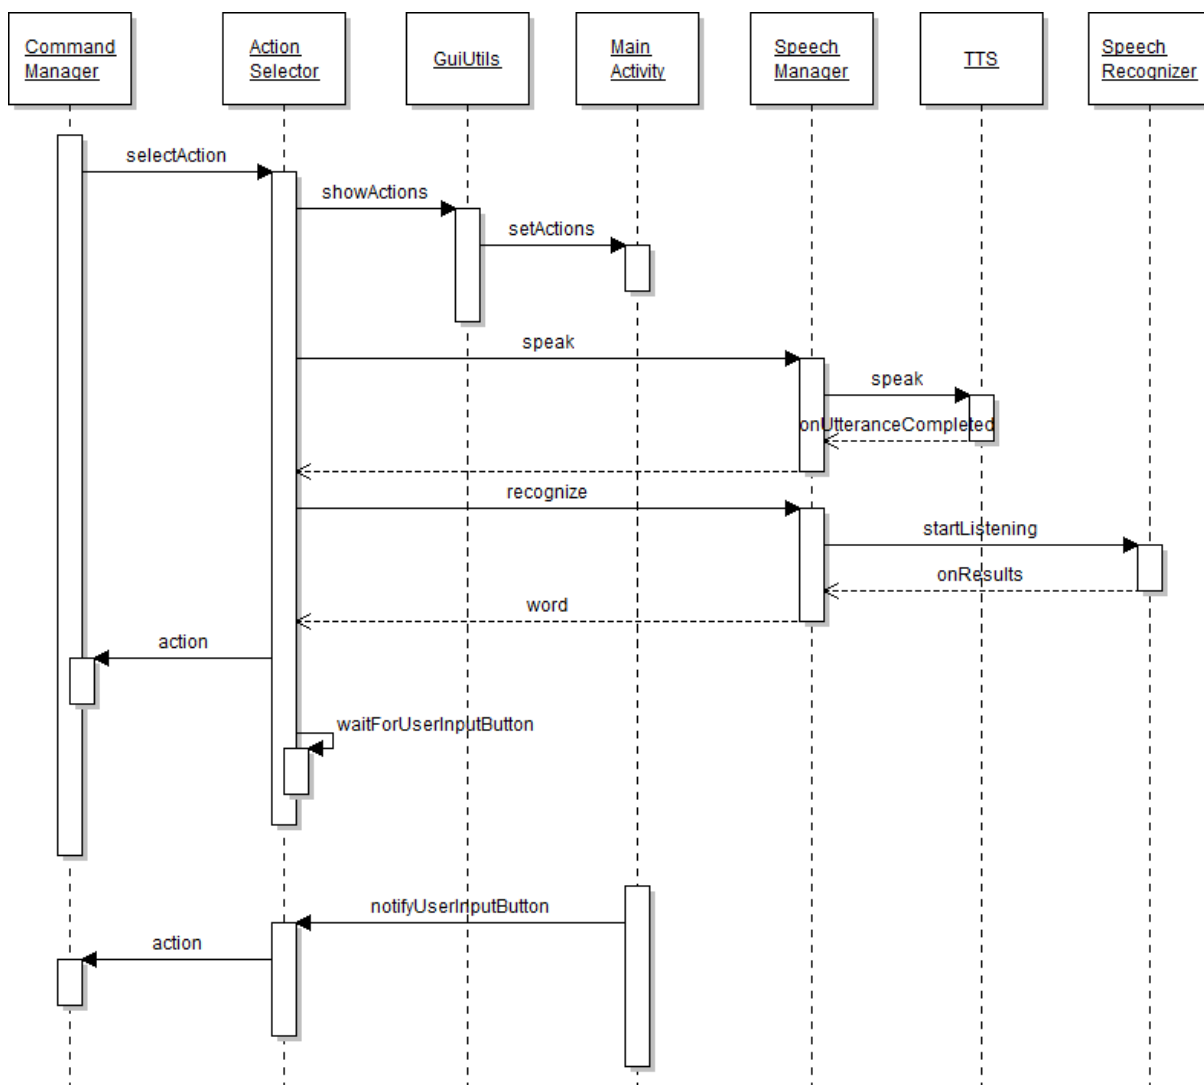 Command
Manager
Action
Selector
GuiUtils
Main
Activity
Speech
Manager
TTS
Speech
Recognizer
selectAction
showActions
setActions
speak
speak
onUtteranceCompleted
recognize
startListening
onResults
word
action
waitForUserInputButton
notifyUserInputButton
action